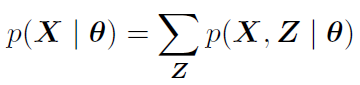 p(X | θ) = ∑_Z p(X, Z | θ)